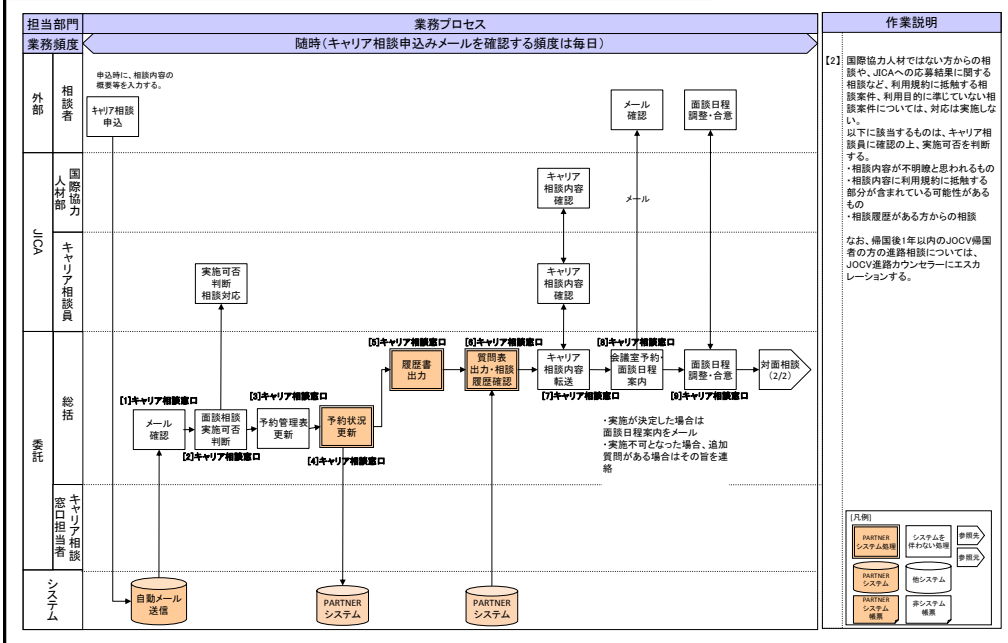 担当部門
業務プロセス
作業説明
業務頻度
随時(キャリア相談申込みメールを確認する頻度は毎日)
外部
相談者
申込時に、相談内容の
概要等を入力する。
キャリア相談
申込
メール
確認
面談日程
調整・合意
JICA
国際協力
人材部
キャリア
相談内容
確認
メール
キャリア相談員
実施可否
判断
相談対応
キャリア
相談内容
確認
委託
総括
[1]キャリア相談窓口
メール
確認
面談相談
実施可否
判断
[2]キャリア相談窓口
[3]キャリア相談窓口
予約管理表
更新
予約状況
更新
[4]キャリア相談窓口
[5]キャリア相談窓口
履歴書
出力
[6]キャリア相談窓口
質問表
出力・相談
履歴確認
キャリア
相談内容
転送
[7]キャリア相談窓口
[8]キャリア相談窓口
会議室予約・
面談日程
案内
面談日程
調整・合意
[9]キャリア相談窓口
対面相談
(2/2)
・実施が決定した場合は
面談日程案内をメール
・実施不可となった場合、追加
質問がある場合はその旨を連
絡
キャリア相談
窓口担当者
システム
自動メール
送信
PARTNER
システム
PARTNER
システム
【2】 国際協力人材ではない方からの相
談や、JICAへの応募結果に関する
相談など、利用規約に抵触する相
談案件、利用目的に準じていない相
談案件については、対応は実施しな
い。
以下に該当するものは、キャリア相
談員に確認の上、実施可否を判断
する。
・相談内容が不明瞭と思われるもの
・相談内容に利用規約に抵触する
部分が含まれている可能性がある
もの
・相談履歴がある方からの相談
なお、帰国後1年以内のJOCV帰国
者の方の進路相談については、
JOCV進路カウンセラーにエスカ
レーションする。
[凡例]
PARTNER
システム処理
システムを
伴わない処理
参照先
参照元
PARTNER
システム
他システム
PARTNER
システム
帳票
非システム
帳票